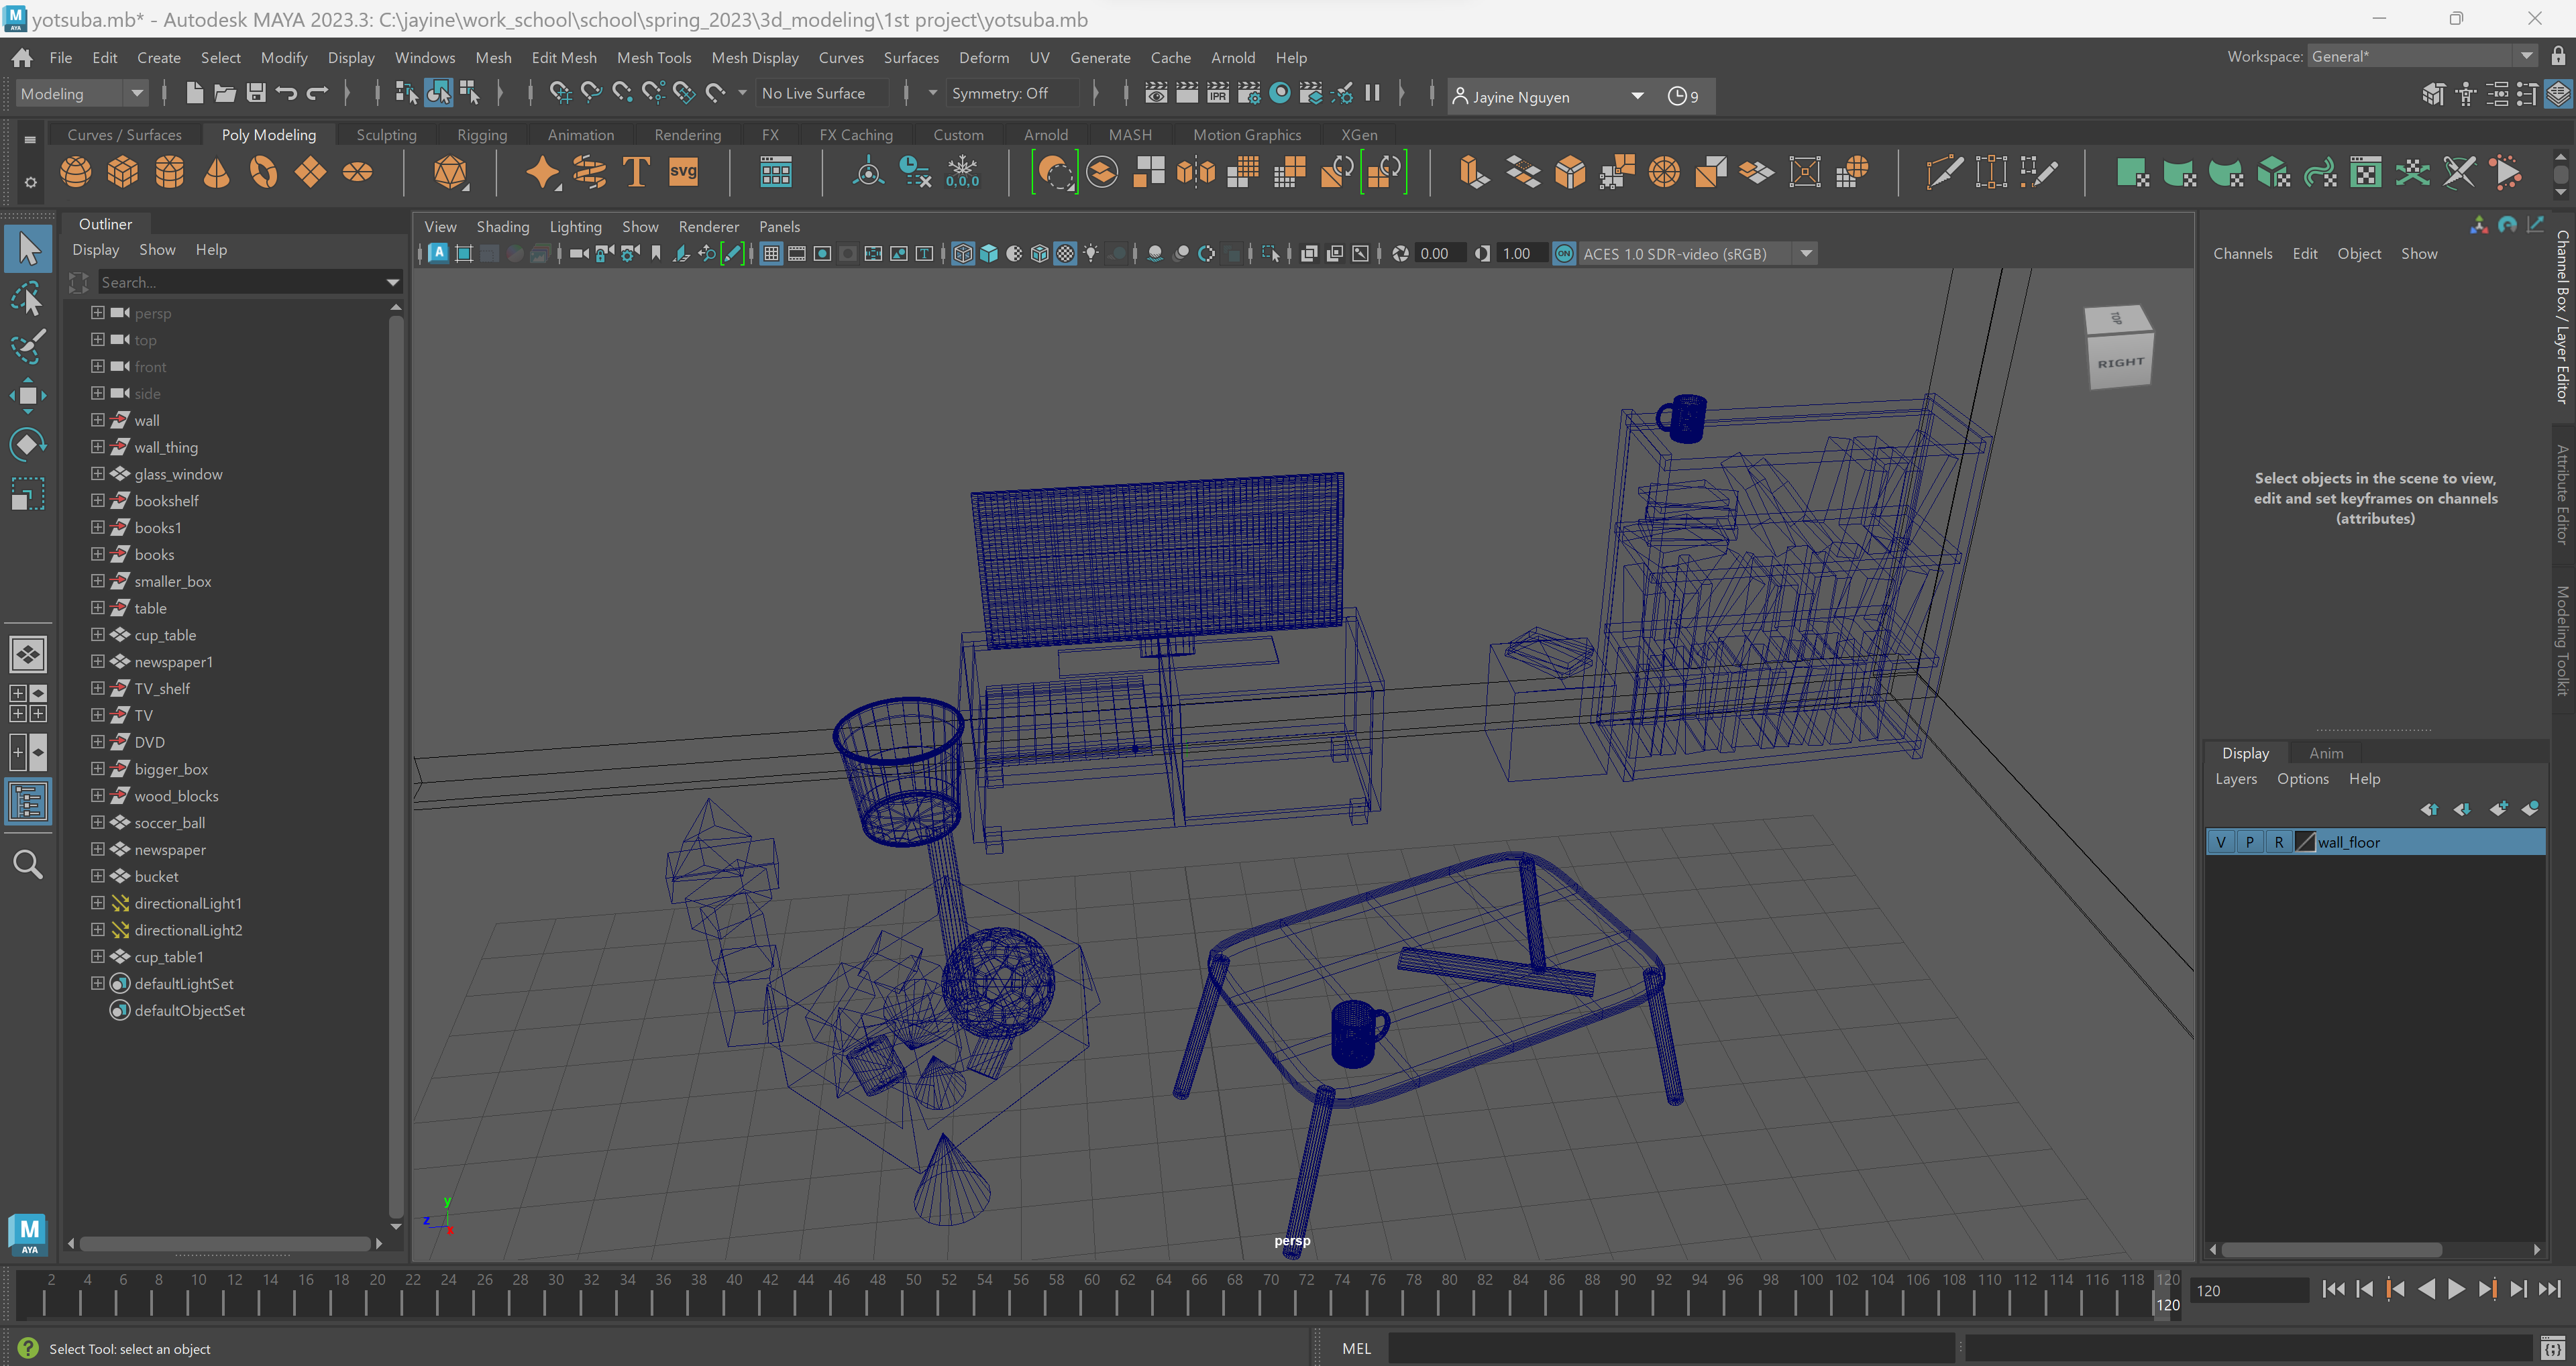 yotsuba.mb* - Autodesk MAYA 2023.3: C:\jayine\work_school\school\spring_2023\3d_modeling\1st project\yotsuba.mb
File Edit Create Select Modify Display Windows Mesh Edit Mesh Mesh Tools Mesh Display Curves Surfaces Deform UV Generate Cache Arnold Help
Workspace: General*
Modeling
No Live Surface
Symmetry: Off
IPR
Jayine Nguyen
9
Curves / Surfaces Poly Modeling Sculpting Rigging Animation Rendering FX FX Caching Custom Arnold MASH Motion Graphics XGen
T
svg
0,0,0
Outliner
Display Show Help
Search...
persp
top
front
side
wall
wall_thing
glass_window
bookshelf
books1
books
smaller_box
table
cup_table
newspaper1
TV_shelf
TV
DVD
bigger_box
wood_blocks
soccer_ball
newspaper
bucket
directionalLight1
directionalLight2
cup_table1
defaultLightSet
defaultObjectSet
M
AYA
View Shading Lighting Show Renderer Panels
0.00
1.00
ON
ACES 1.0 SDR-video (sRGB)
TOP
RIGHT
y
z
x
persp
Channels Edit Object Show
Select objects in the scene to view,
edit and set keyframes on channels
(attributes)
Channel Box / Layer Editor
Attribute Editor
Modeling Toolkit
Display Anim
Layers Options Help
V P R wall_floor
2 4 6 8 10 12 14 16 18 20 22 24 26 28 30 32 34 36 38 40 42 44 46 48 50 52 54 56 58 60 62 64 66 68 70 72 74 76 78 80 82 84 86 88 90 92 94 96 98 100 102 104 106 108 110 112 114 116 118 120
120
120
Select Tool: select an object
MEL